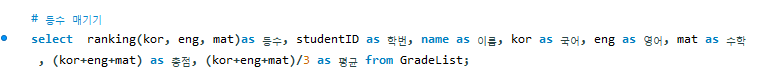 # 등수 매기기
select ranking(kor, eng, mat)as 등수, studentID as 학번, name as 이름, kor as 국어, eng as 영어, mat as 수학
, (kor+eng+mat) as 총점, (kor+eng+mat)/3 as 평균 from GradeList;